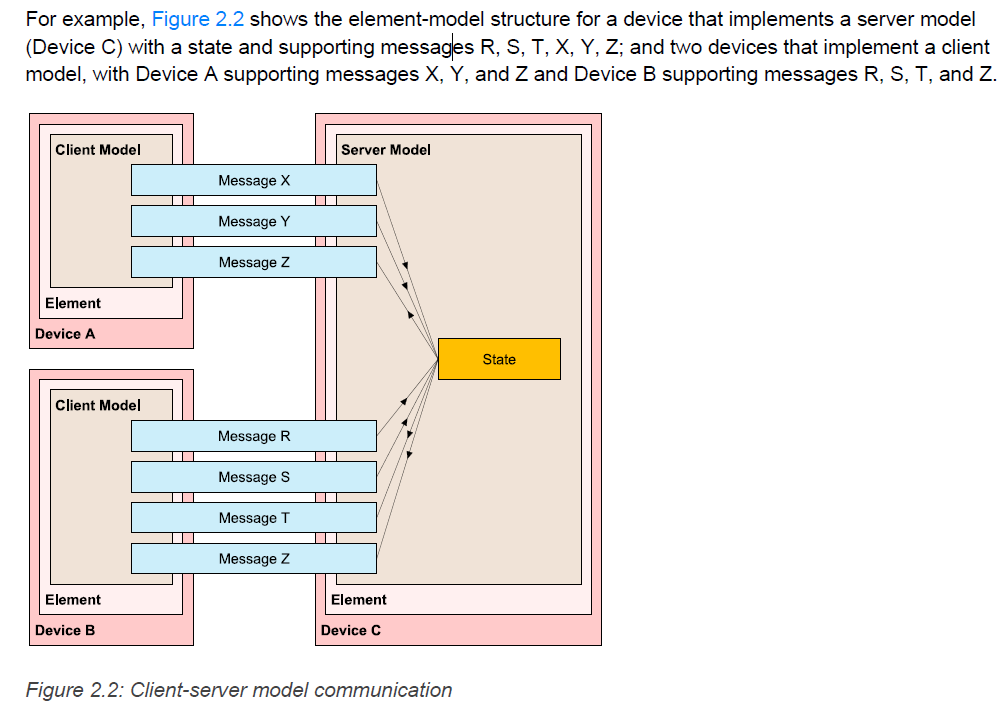 For example, Figure 2.2 shows the element-model structure for a device that implements a server model
(Device C) with a state and supporting messages R, S, T, X, Y, Z; and two devices that implement a client
model, with Device A supporting messages X, Y, and Z and Device B supporting messages R, S, T, and Z.
Client Model
Message X
Message Y
Message Z
Element
Device A
Client Model
Message R
Message S
Message T
Message Z
Element
Device B
Server Model
State
Element
Device C
Figure 2.2: Client-server model communication